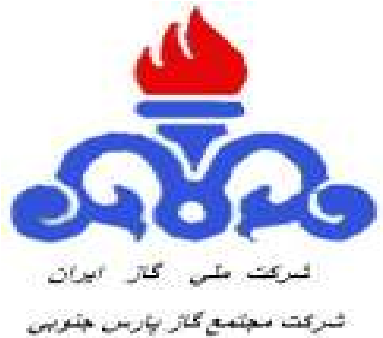 شرکت ملی گاز ایران
شرکت مجتمع گاز پارس جنوبی